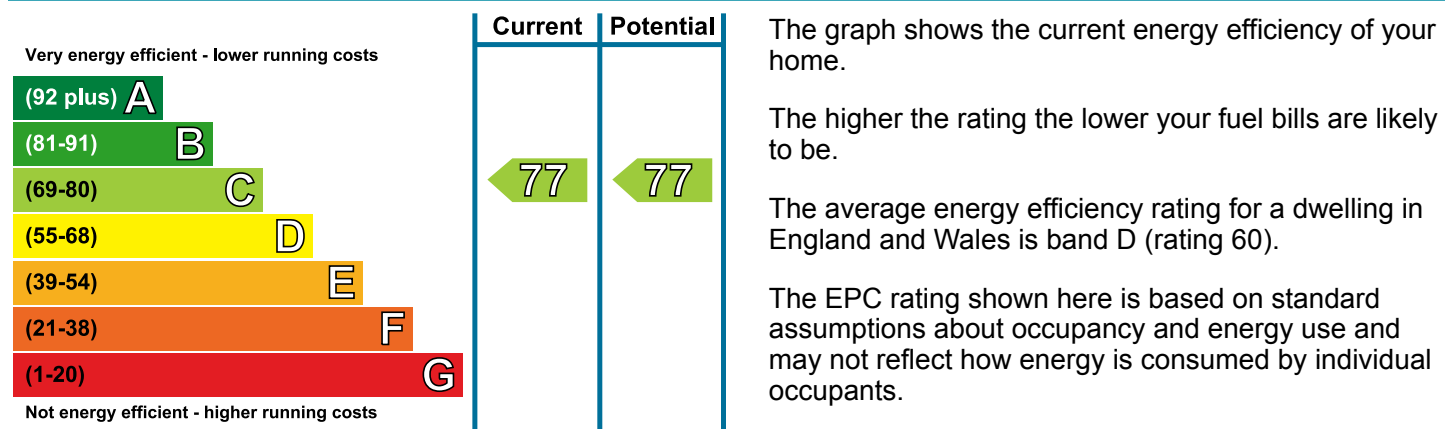 Current Potential
Very energy efficient - lower running costs
(92 plus) A
(81-91) B
(69-80) C
77 77
(55-68) D
(39-54) E
(21-38) F
(1-20) G
Not energy efficient - higher running costs
The graph shows the current energy efficiency of your
home.
The higher the rating the lower your fuel bills are likely
to be.
The average energy efficiency rating for a dwelling in
England and Wales is band D (rating 60).
The EPC rating shown here is based on standard
assumptions about occupancy and energy use and
may not reflect how energy is consumed by individual
occupants.